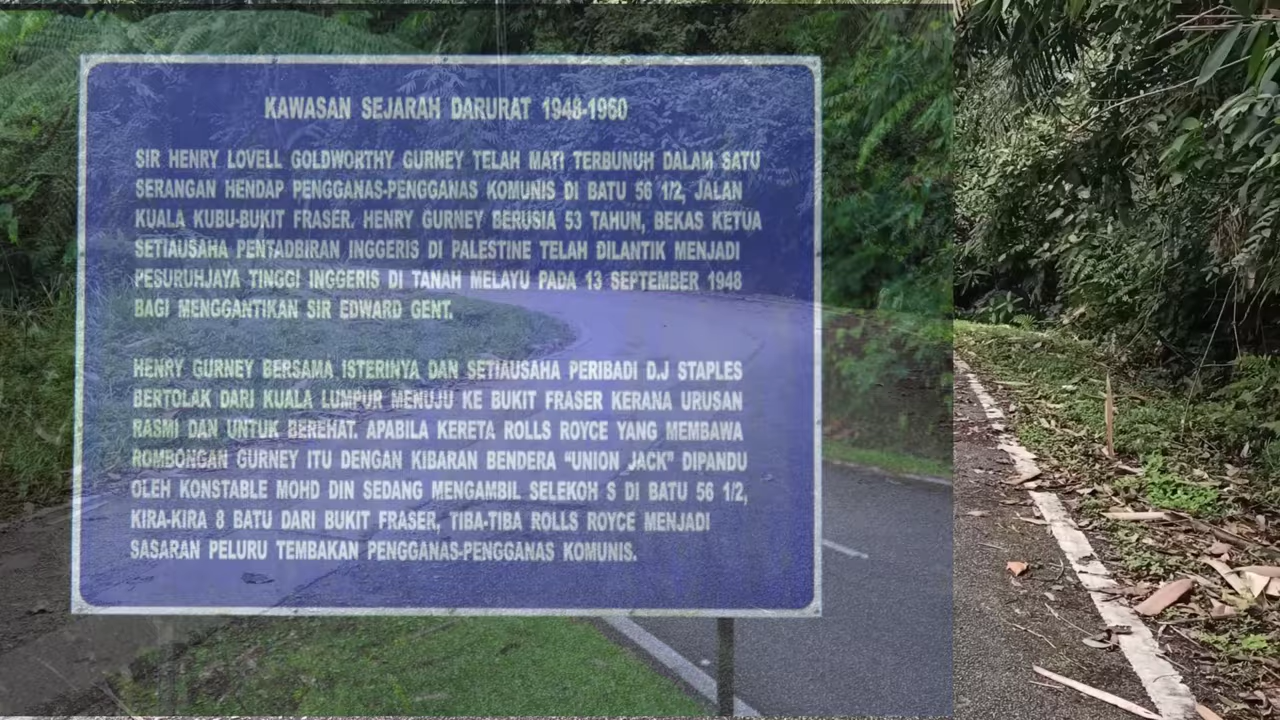 KAWASAN SEJARAH DARURAT 1948-1960
SIR HENRY LOVELL GOLDWORTHY GURNEY TELAH MATI TERBUNUH DALAM SATU
SERANGAN HENDAP PENGGANAS-PENGGANAS KOMUNIS DI BATU 56 1/2, JALAN
KUALA KUBU-BUKIT FRASER. HENRY GURNEY BERUSIA 53 TAHUN, BEKAS KETUA
SETIAUSAHA PENTADBIRAN INGGERIS DI PALESTINE TELAH DILANTIK MENJADI
PESURUHJAYA TINGGI INGGERIS DI TANAH MELAYU PADA 13 SEPTEMBER 1948
BAGI MENGGANTIKAN SIR EDWARD GENT.
HENRY GURNEY BERSAMA ISTERINYA DAN SETIAUSAHA PERIBADI D.J STAPLES
BERTOLAK DARI KUALA LUMPUR MENUJU KE BUKIT FRASER KERANA URUSAN
RASMI DAN UNTUK BEREHAT. APABILA KERETA ROLLS ROYCE YANG MEMBAWA
ROMBONGAN GURNEY ITU DENGAN KIBARAN BENDERA “UNION JACK” DIPANDU
OLEH KONSTABLE MOHD DIN SEDANG MENGAMBIL SELEKOH S DI BATU 56 1/2,
KIRA-KIRA 8 BATU DARI BUKIT FRASER, TIBA-TIBA ROLLS ROYCE MENJADI
SASARAN PELURU TEMBAKAN PENGGANAS-PENGGANAS KOMUNIS.